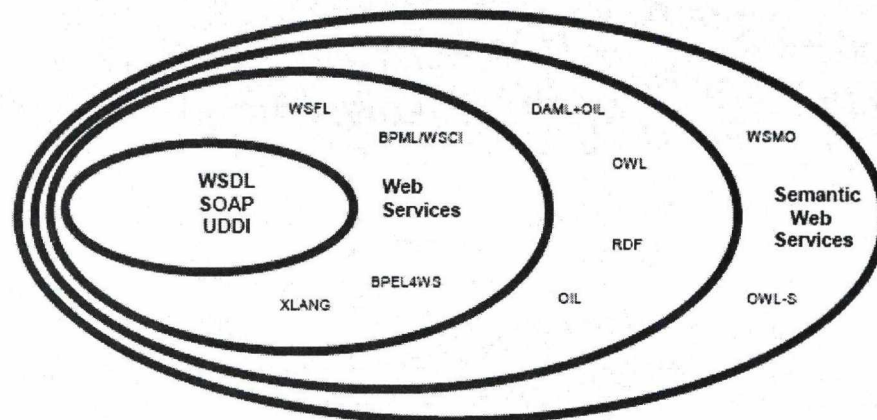 WSFL
DAML+OIL
BPML/WSCI
WSMO
OWL
WSDL
SOAP
UDDI
Web
Services
Semantic
Web
Services
RDF
BPEL4WS
XLANG
OIL
OWL-S